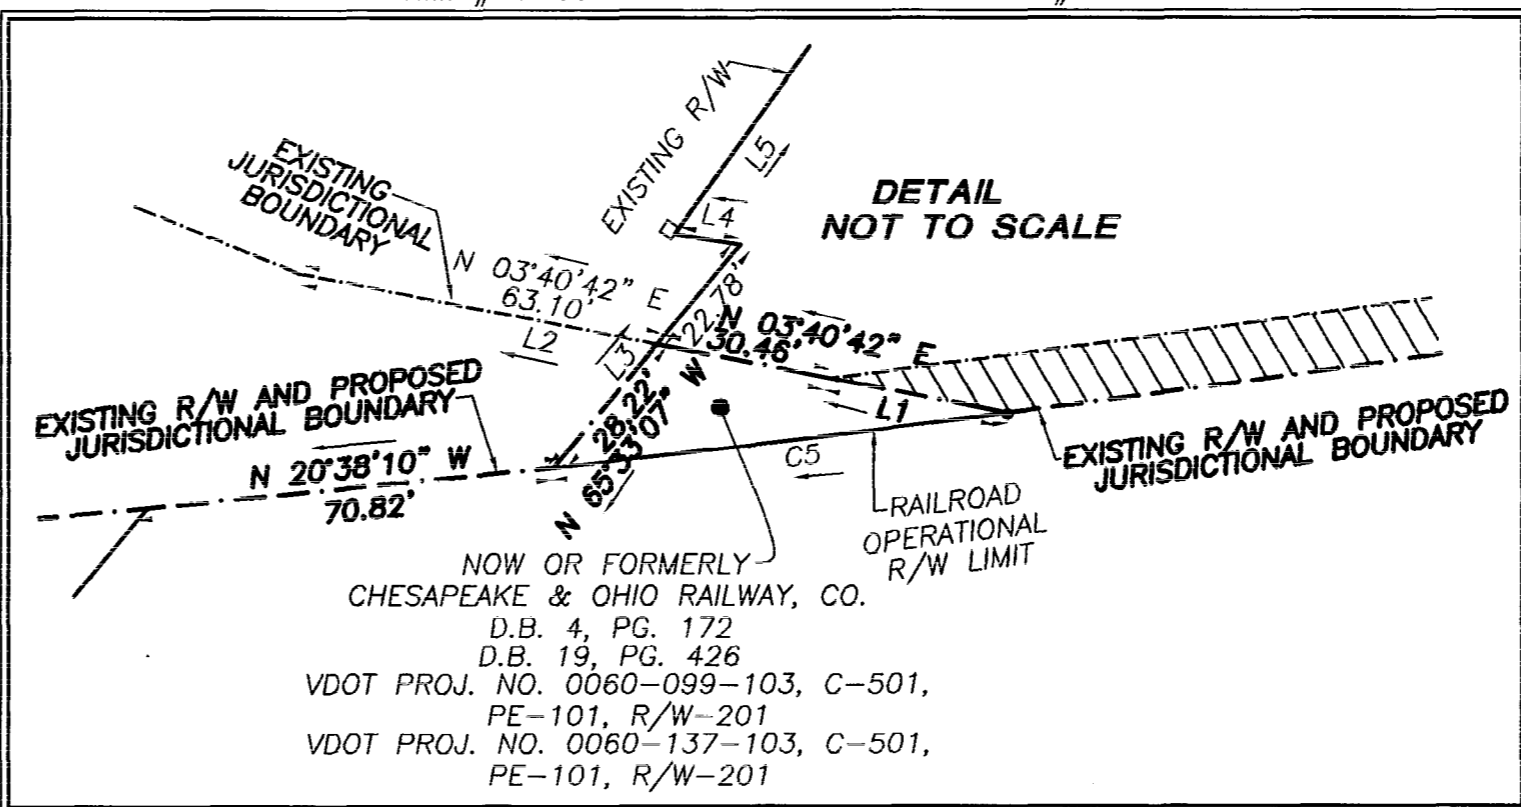 EXISTING R/W
L5
EXISTING
JURISDICTIONAL
BOUNDARY
L4
DETAIL
NOT TO SCALE
N 03°40'42" E
63.10'
L2
L3
22.78'
N 03°40'42" E
30.46'
L1
EXISTING R/W AND PROPOSED
JURISDICTIONAL BOUNDARY
28.22'
N 65°33'07" W
N 20°38'10" W
70.82'
C5
EXISTING R/W AND PROPOSED
JURISDICTIONAL BOUNDARY
RAILROAD
OPERATIONAL
R/W LIMIT
NOW OR FORMERLY
CHESAPEAKE & OHIO RAILWAY, CO.
D.B. 4, PG. 172
D.B. 19, PG. 426
VDOT PROJ. NO. 0060-099-103, C-501,
PE-101, R/W-201
VDOT PROJ. NO. 0060-137-103, C-501,
PE-101, R/W-201